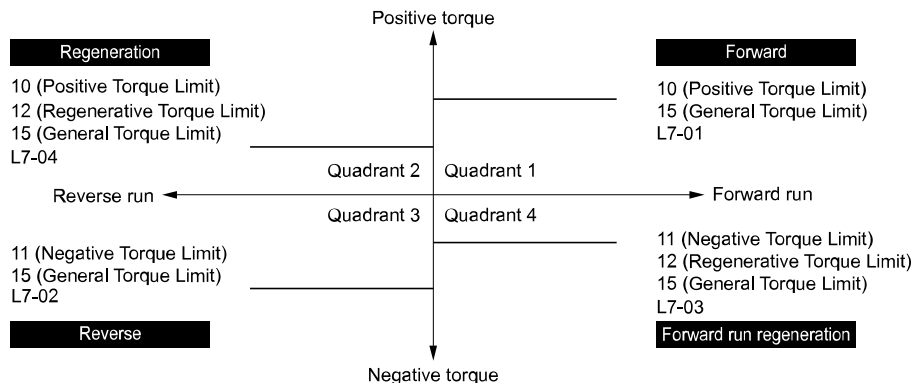 Positive torque
Regeneration
10 (Positive Torque Limit)
12 (Regenerative Torque Limit)
15 (General Torque Limit)
L7-04
Forward
10 (Positive Torque Limit)
15 (General Torque Limit)
L7-01
Quadrant 2
Quadrant 1
Reverse run
Forward run
Quadrant 3
Quadrant 4
11 (Negative Torque Limit)
15 (General Torque Limit)
L7-02
Reverse
11 (Negative Torque Limit)
12 (Regenerative Torque Limit)
15 (General Torque Limit)
L7-03
Forward run regeneration
Negative torque